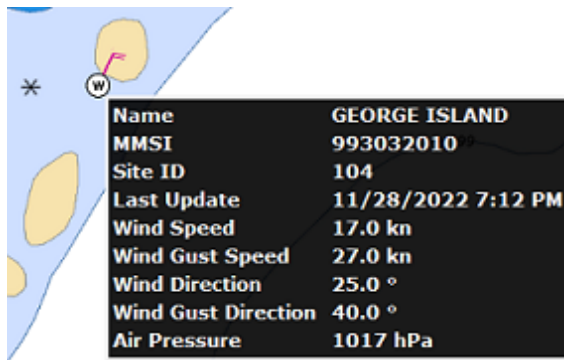 W
Name GEORGE ISLAND
MMSI 993032010
Site ID 104
Last Update 11/28/2022 7:12 PM
Wind Speed 17.0 kn
Wind Gust Speed 27.0 kn
Wind Direction 25.0 °
Wind Gust Direction 40.0 °
Air Pressure 1017 hPa